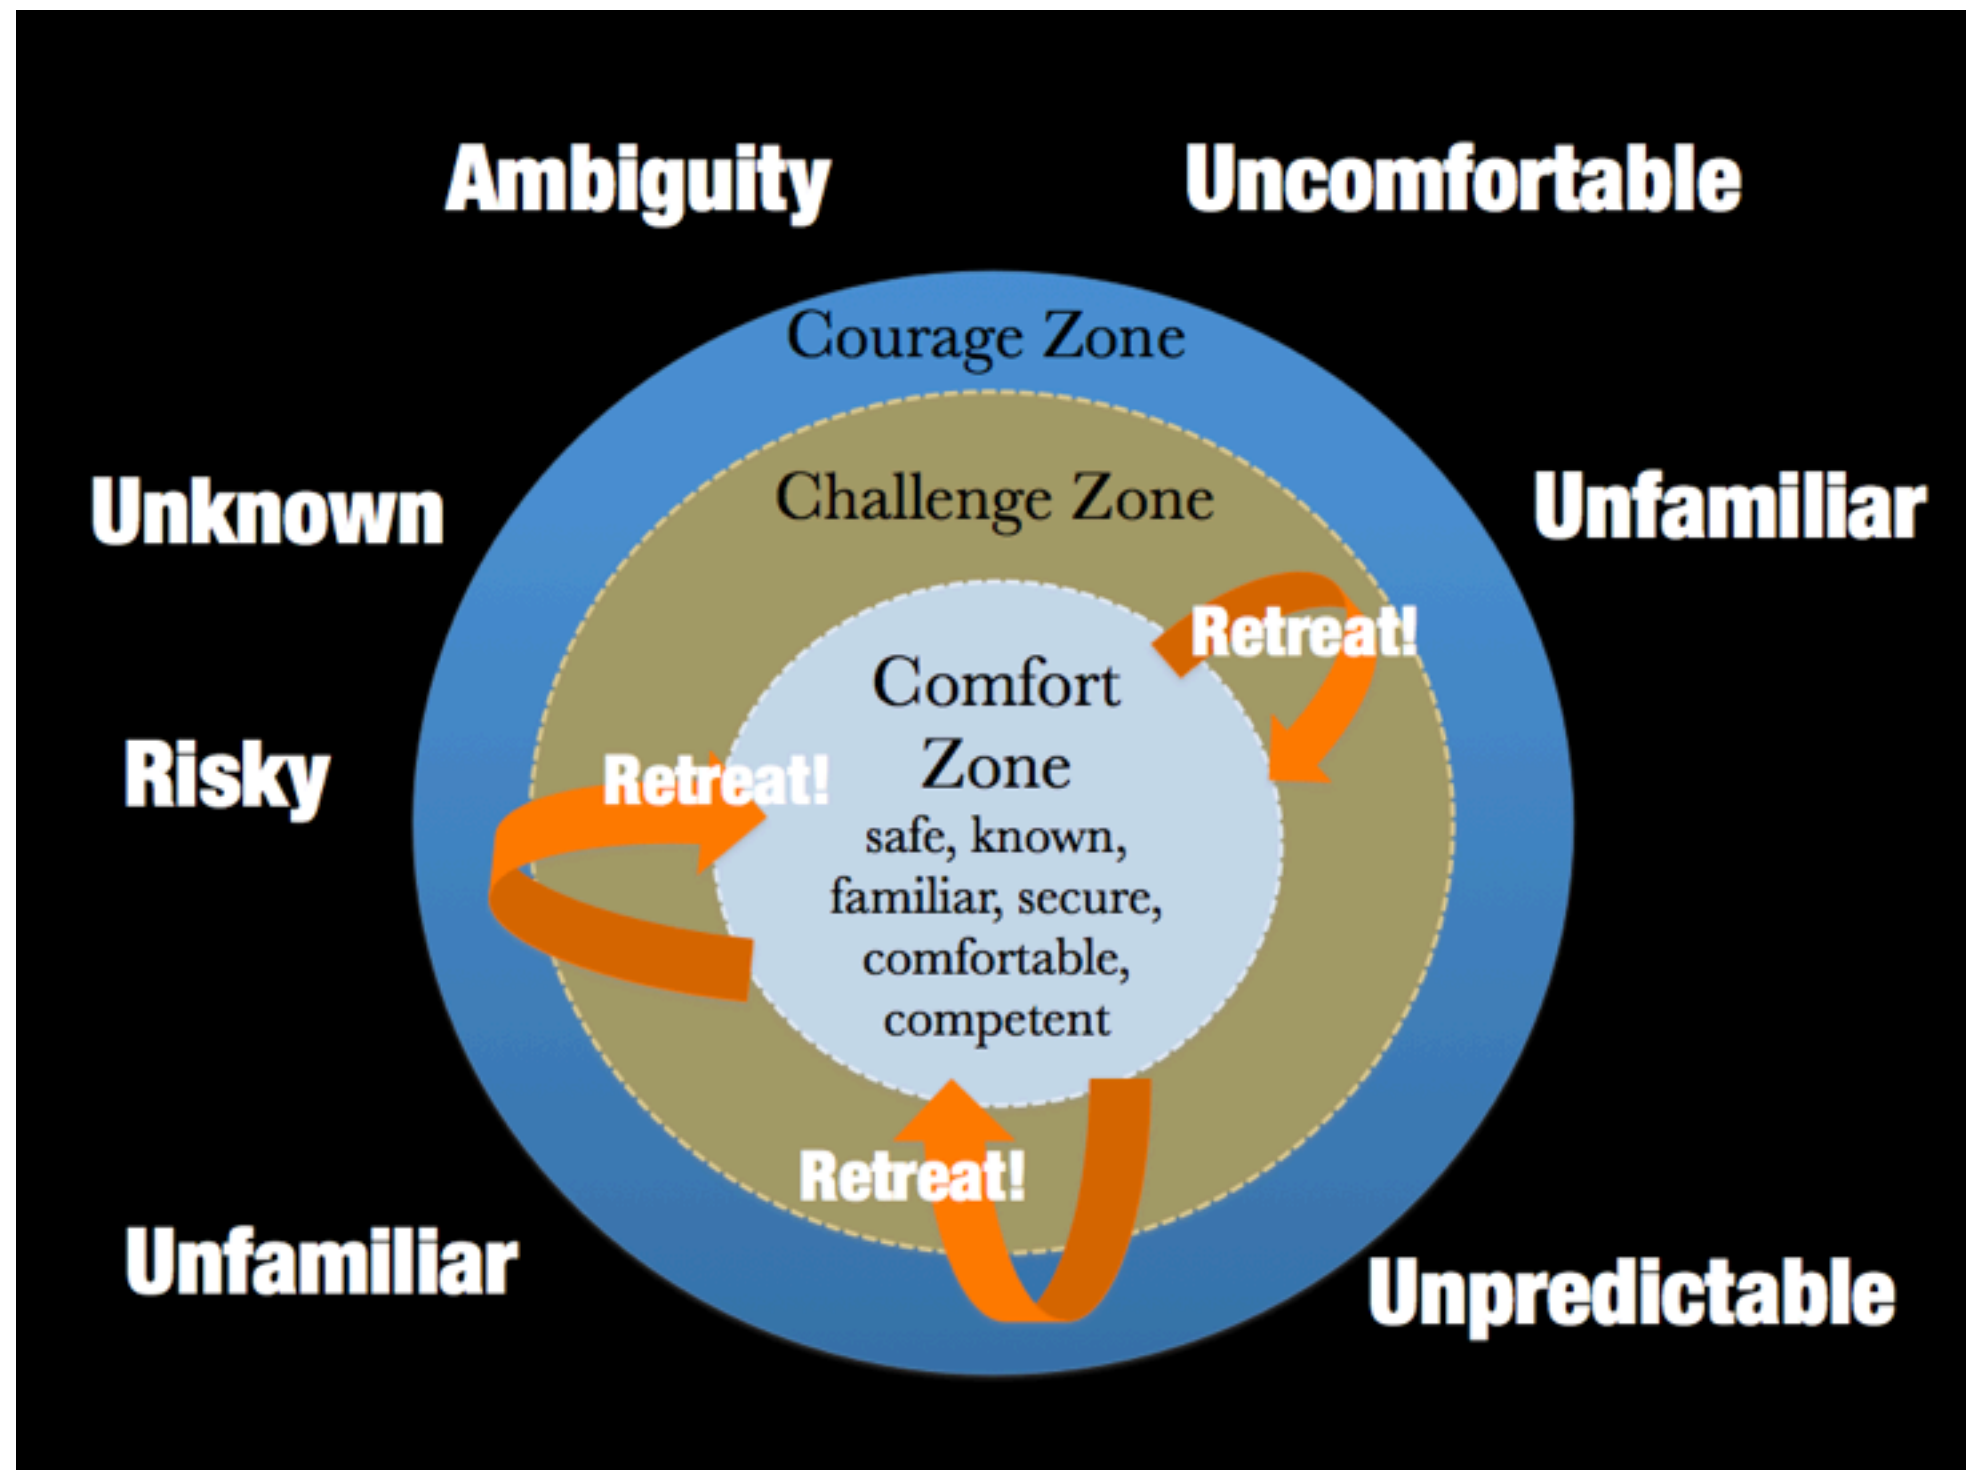 Ambiguity
Uncomfortable
Courage Zone
Challenge Zone
Unknown
Unfamiliar
Retreat!
Comfort
Zone
safe, known,
familiar, secure,
comfortable,
competent
Risky
Retreat!
Retreat!
Unfamiliar
Unpredictable